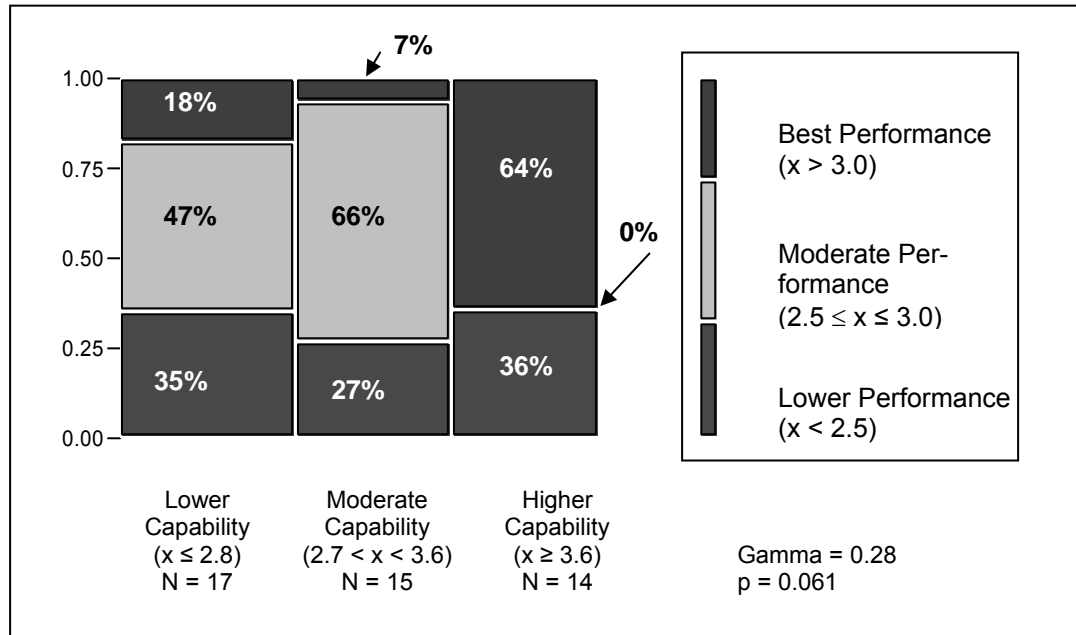 7%
1.00
18%
Best Performance
(x > 3.0)
0.75
64%
47%
66%
0%
0.50
Moderate Per-
formance
(2.5 ≤ x ≤ 3.0)
0.25
35%
27%
36%
Lower Performance
(x < 2.5)
0.00
Lower
Capability
(x ≤ 2.8)
N = 17
Moderate
Capability
(2.7 < x < 3.6)
N = 15
Higher
Capability
(x ≥ 3.6)
N = 14
Gamma = 0.28
p = 0.061